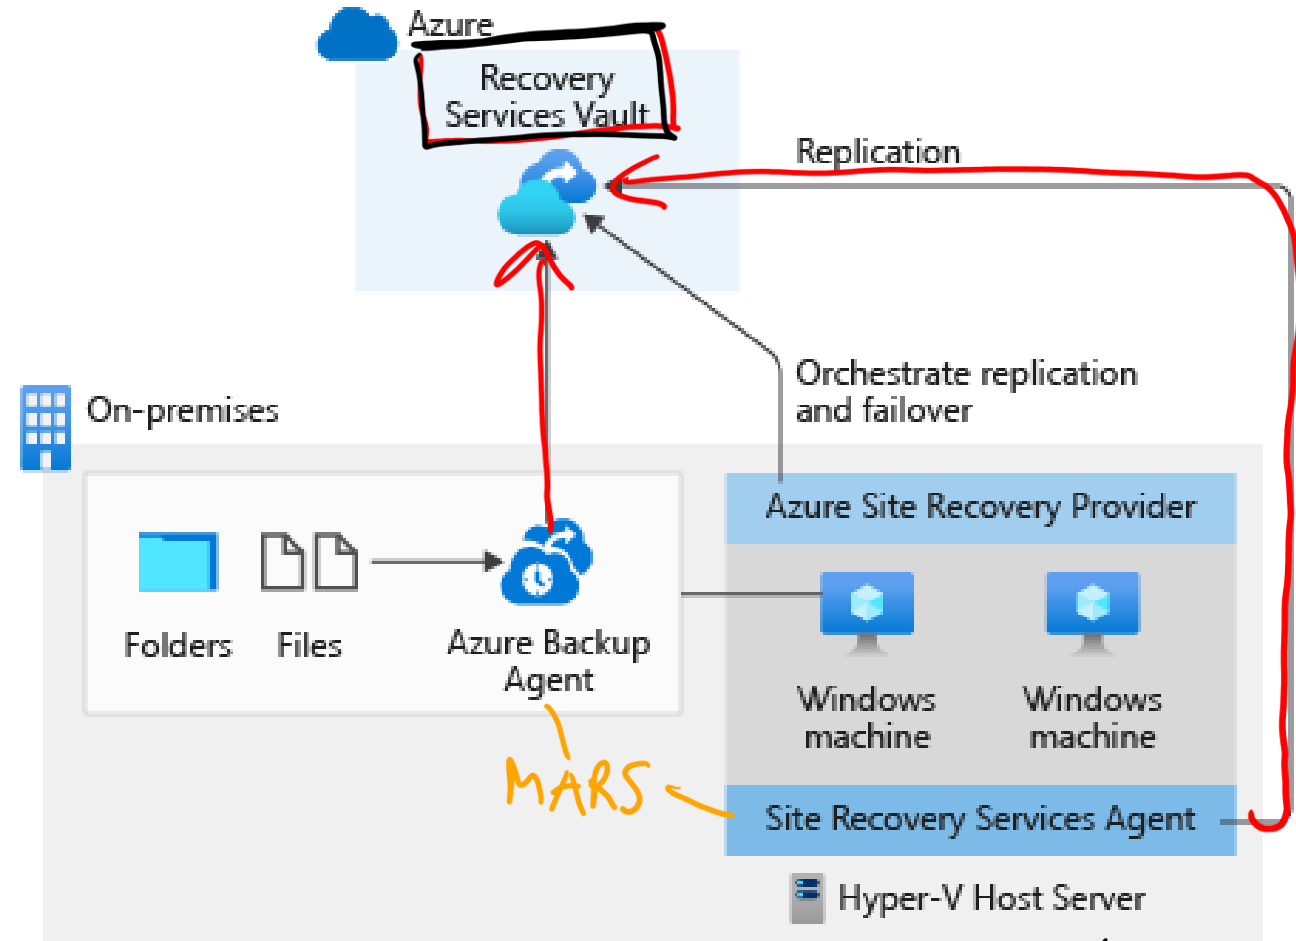 Azure
Recovery
Services Vault
Replication
Orchestrate replication
and failover
On-premises
Azure Site Recovery Provider
Folders
Files
Azure Backup
Agent
Windows
machine
Windows
machine
MARS
Site Recovery Services Agent
Hyper-V Host Server